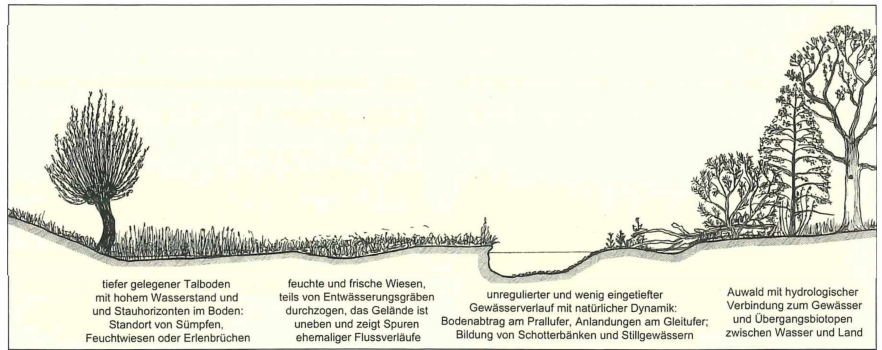 tiefer gelegener Talboden
mit hohem Wasserstand und
und Stauhorizonten im Boden:
Standort von Sümpfen,
Feuchtwiesen oder Erlenbrüchen
feuchte und frische Wiesen,
teils von Entwässerungsgräben
durchzogen, das Gelände ist
uneben und zeigt Spuren
ehemaliger Flussverläufe
unregulierter und wenig eingetiefter
Gewässerverlauf mit natürlicher Dynamik:
Bodenabtrag am Prallufer, Anlandungen am Gleitufer;
Bildung von Schotterbänken und Stillgewässern
Auwald mit hydrologischer
Verbindung zum Gewässer
und Übergangsbiotopen
zwischen Wasser und Land